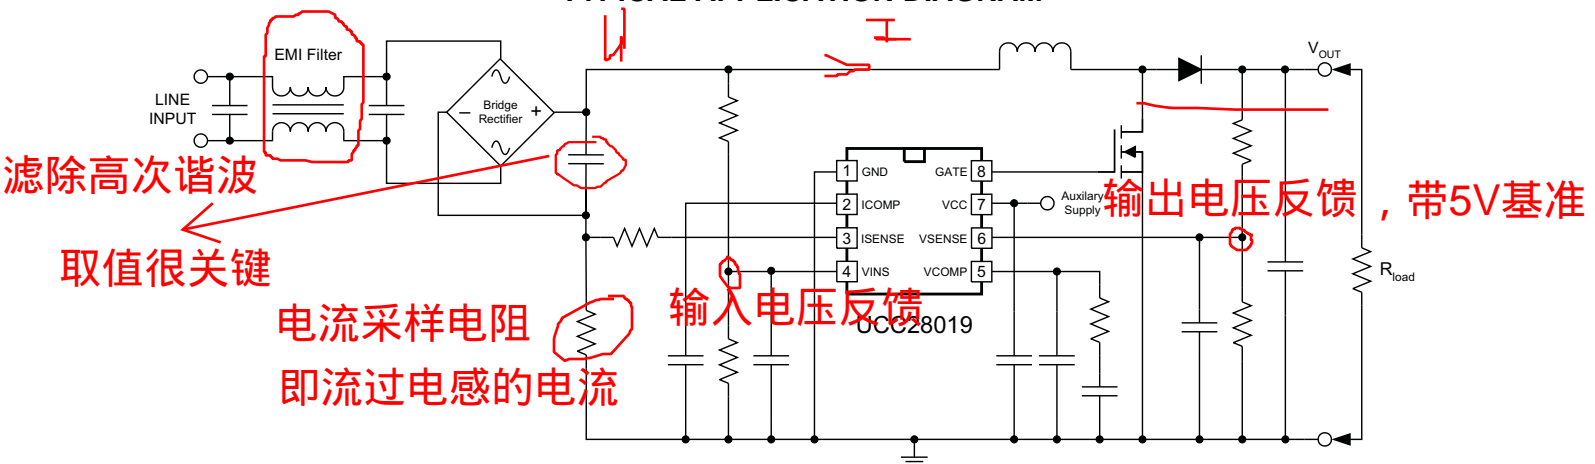 EMI Filter
LINE
INPUT
Bridge
Rectifier
滤除高次谐波
取值很关键
电流采样电阻
即流过电感的电流
输入电压反馈
输出电压反馈，带5V基准
1 GND
2 ICOMP
3 ISENSE
4 VINS
GATE 8
VCC 7
VSENSE 6
VCOMP 5
UCC28019
Auxilary
Supply
VOUT
Rload